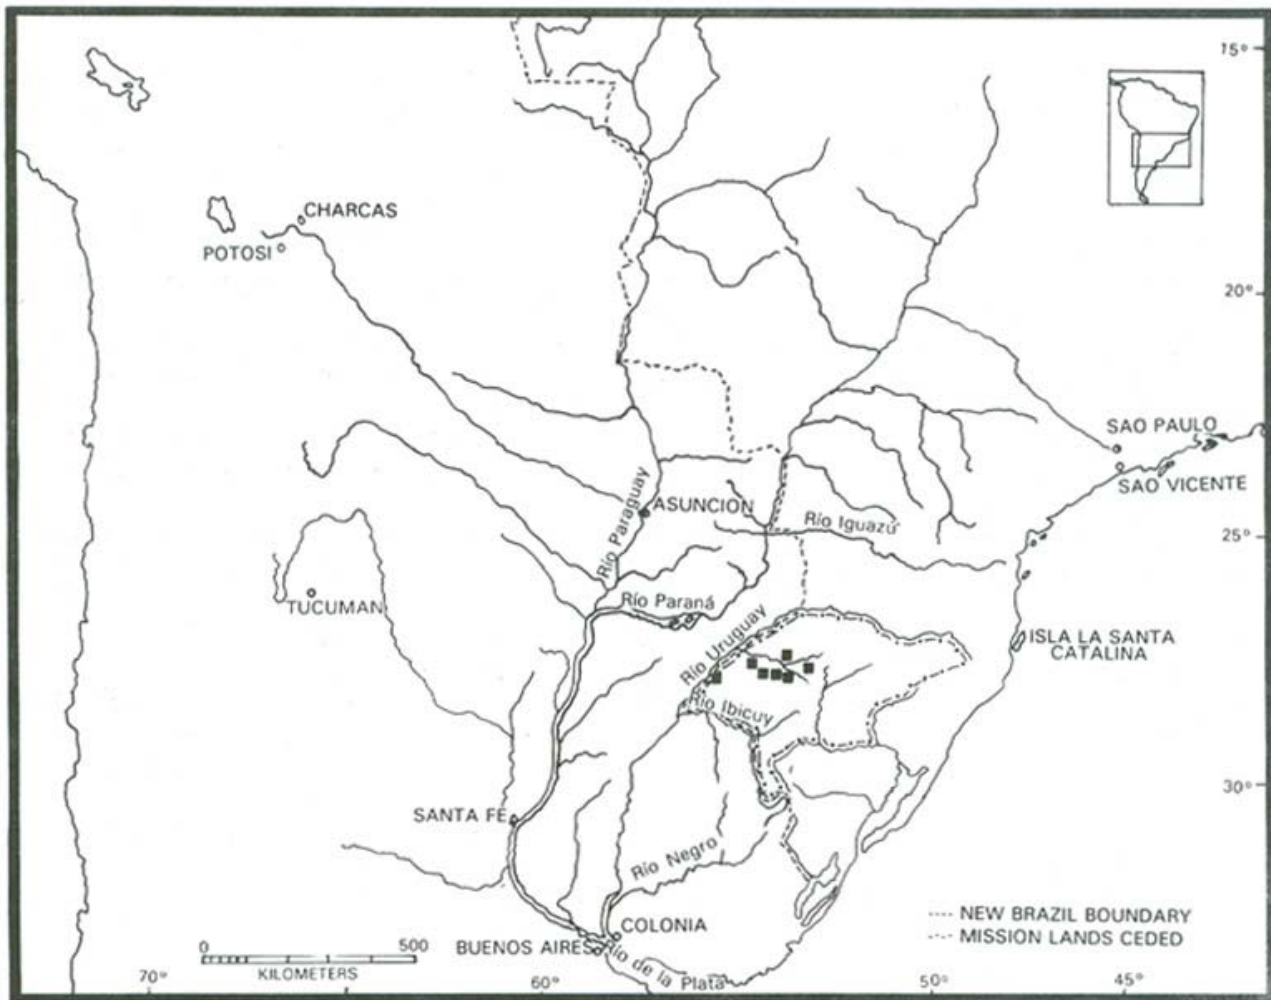 15°
CHARCAS
POTOSI
20°
SAO PAULO
SAO VICENTE
Río Paraguay
ASUNCION
Río Iguazú
25°
TUCUMAN
Río Paraná
Río Uruguay
ISLA LA SANTA
CATALINA
Río Ibicuy
30°
SANTA FE
Río Negro
COLONIA
BUENOS AIRES
Río de la Plata
NEW BRAZIL BOUNDARY
MISSION LANDS CEDED
0 500
KILOMETERS
70° 60° 50° 45°